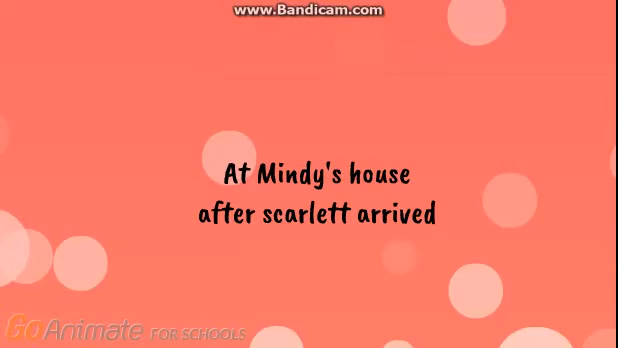 www.Bandicam.com
At Mindy's house
after scarlett arrived
GoAnimate FOR SCHOOLS